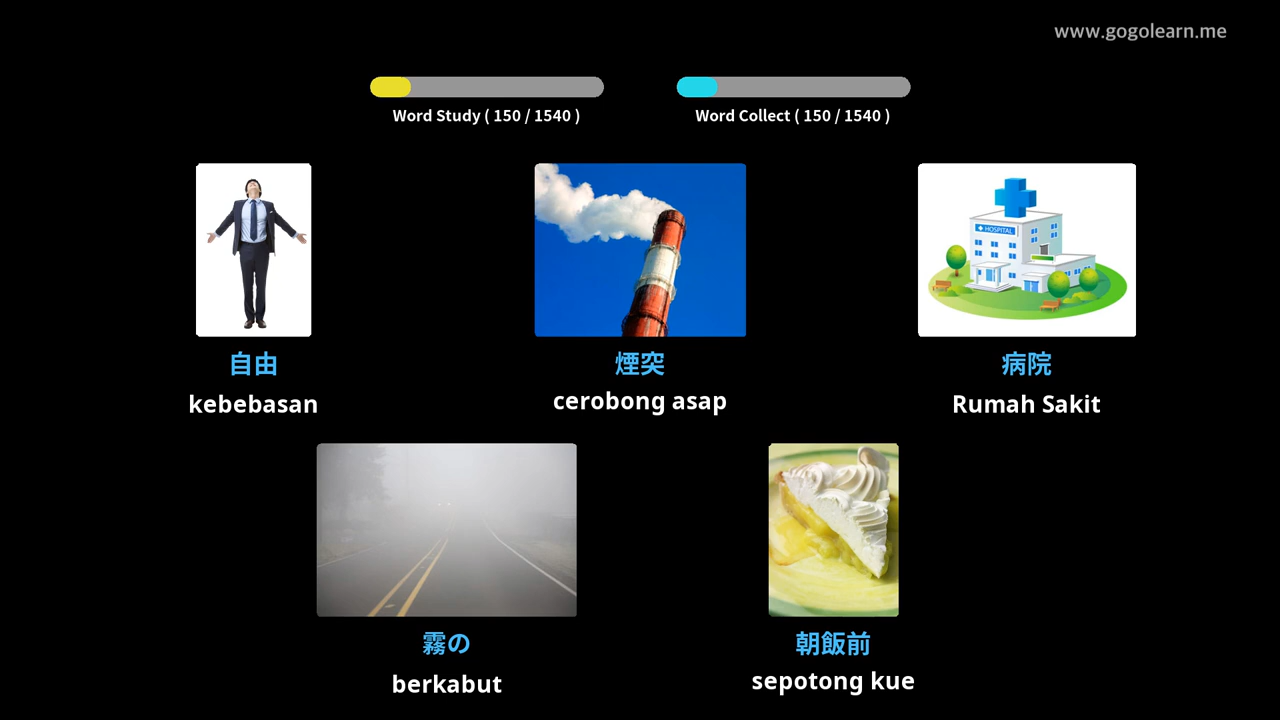 www.gogolearn.me
Word Study ( 150 / 1540 )
Word Collect ( 150 / 1540 )
HOSPITAL
自由
kebebasan
煙突
cerobong asap
病院
Rumah Sakit
霧の
berkabut
朝飯前
sepotong kue